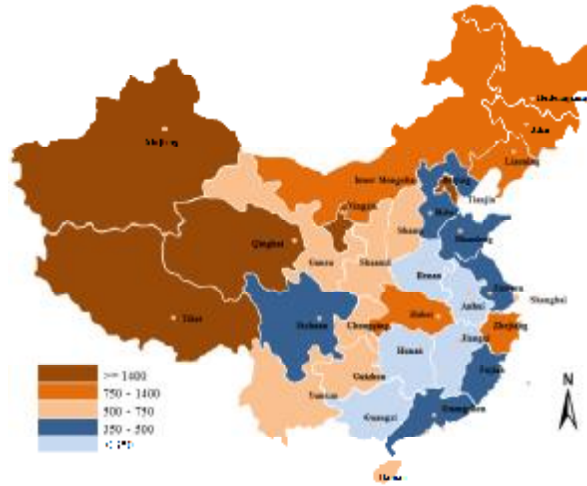 Heilongjiang
Jilin
Liaoning
Xinjiang
Inner Mongolia
Beijing
Tianjin
Ningxia
Hebei
Shanxi
Shandong
Qinghai
Gansu
Shaanxi
Henan
Jiangsu
Shanghai
Anhui
Tibet
Sichuan
Chongqing
Hubei
Zhejiang
Jiangxi
Hunan
Guizhou
Fujian
Yunnan
Guangxi
Guangdong
Hainan
>= 1400
750 - 1400
500 - 750
350 - 500
N